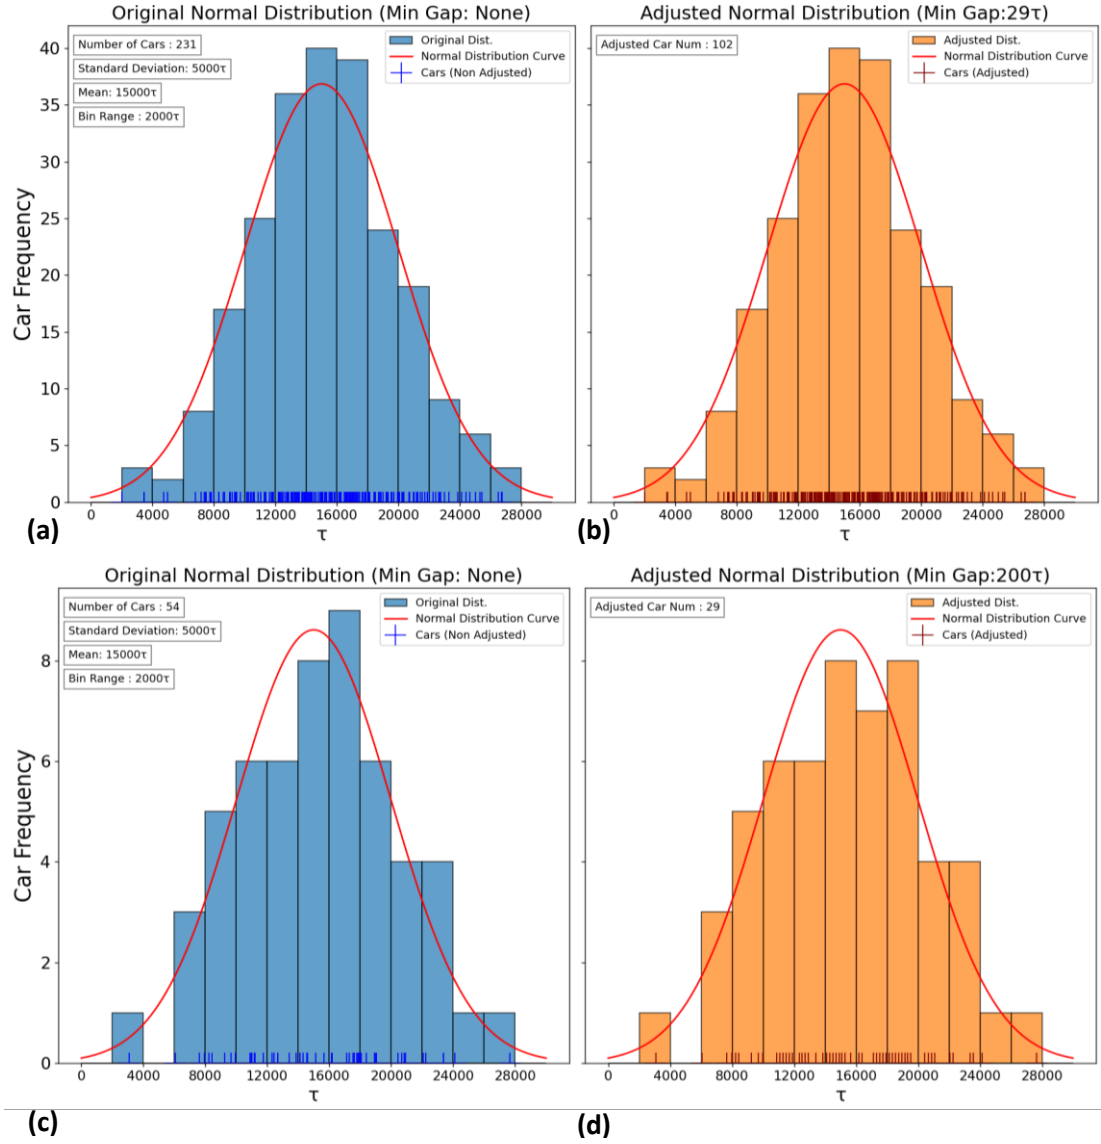 Original Normal Distribution (Min Gap: None)
Number of Cars : 231
Standard Deviation: 5000τ
Mean: 15000τ
Bin Range : 2000τ
Original Dist.
Normal Distribution Curve
Cars (Non Adjusted)
Car Frequency
40
35
30
25
20
15
10
5
0
0 4000 8000 12000 16000 20000 24000 28000
τ
(a)
Adjusted Normal Distribution (Min Gap:29τ)
Adjusted Car Num : 102
Adjusted Dist.
Normal Distribution Curve
Cars (Adjusted)
0 4000 8000 12000 16000 20000 24000 28000
τ
(b)
Original Normal Distribution (Min Gap: None)
Number of Cars : 54
Standard Deviation: 5000τ
Mean: 15000τ
Bin Range : 2000τ
Original Dist.
Normal Distribution Curve
Cars (Non Adjusted)
Car Frequency
8
6
4
2
0
0 4000 8000 12000 16000 20000 24000 28000
τ
(c)
Adjusted Normal Distribution (Min Gap:200τ)
Adjusted Car Num : 29
Adjusted Dist.
Normal Distribution Curve
Cars (Adjusted)
0 4000 8000 12000 16000 20000 24000 28000
τ
(d)